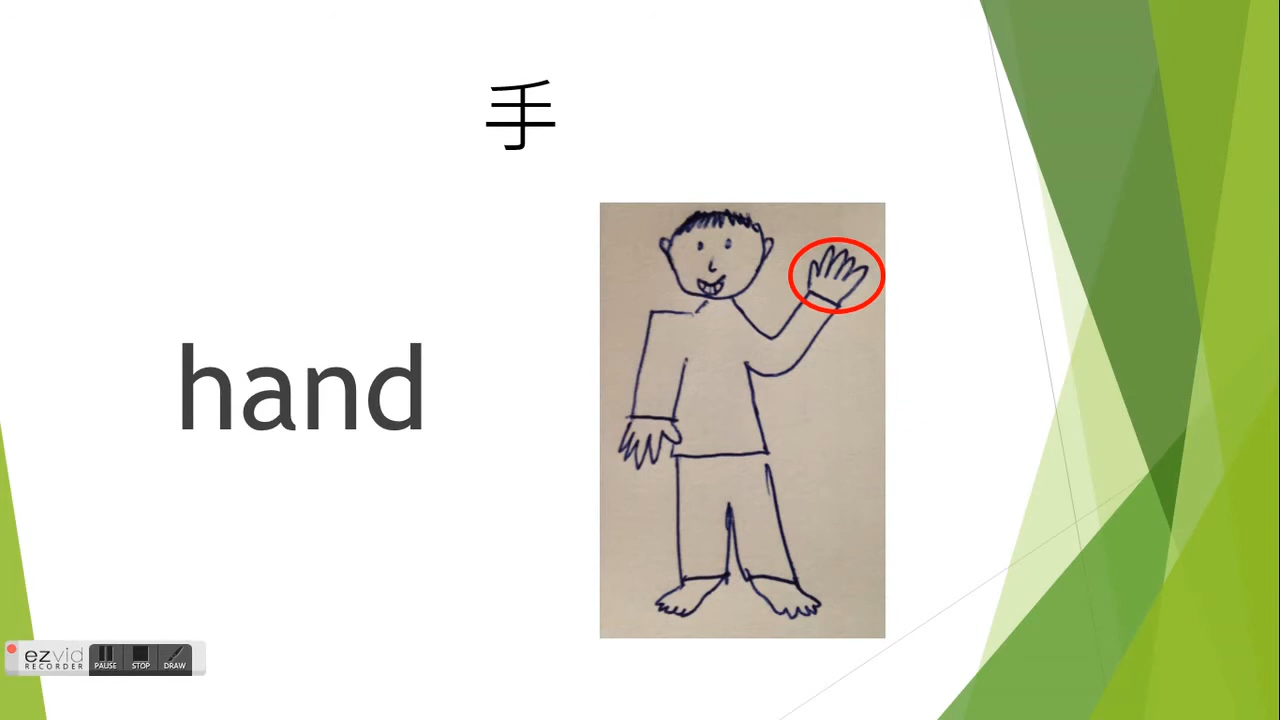 手
hand
ezvid
RECORDER
PAUSE STOP DRAW